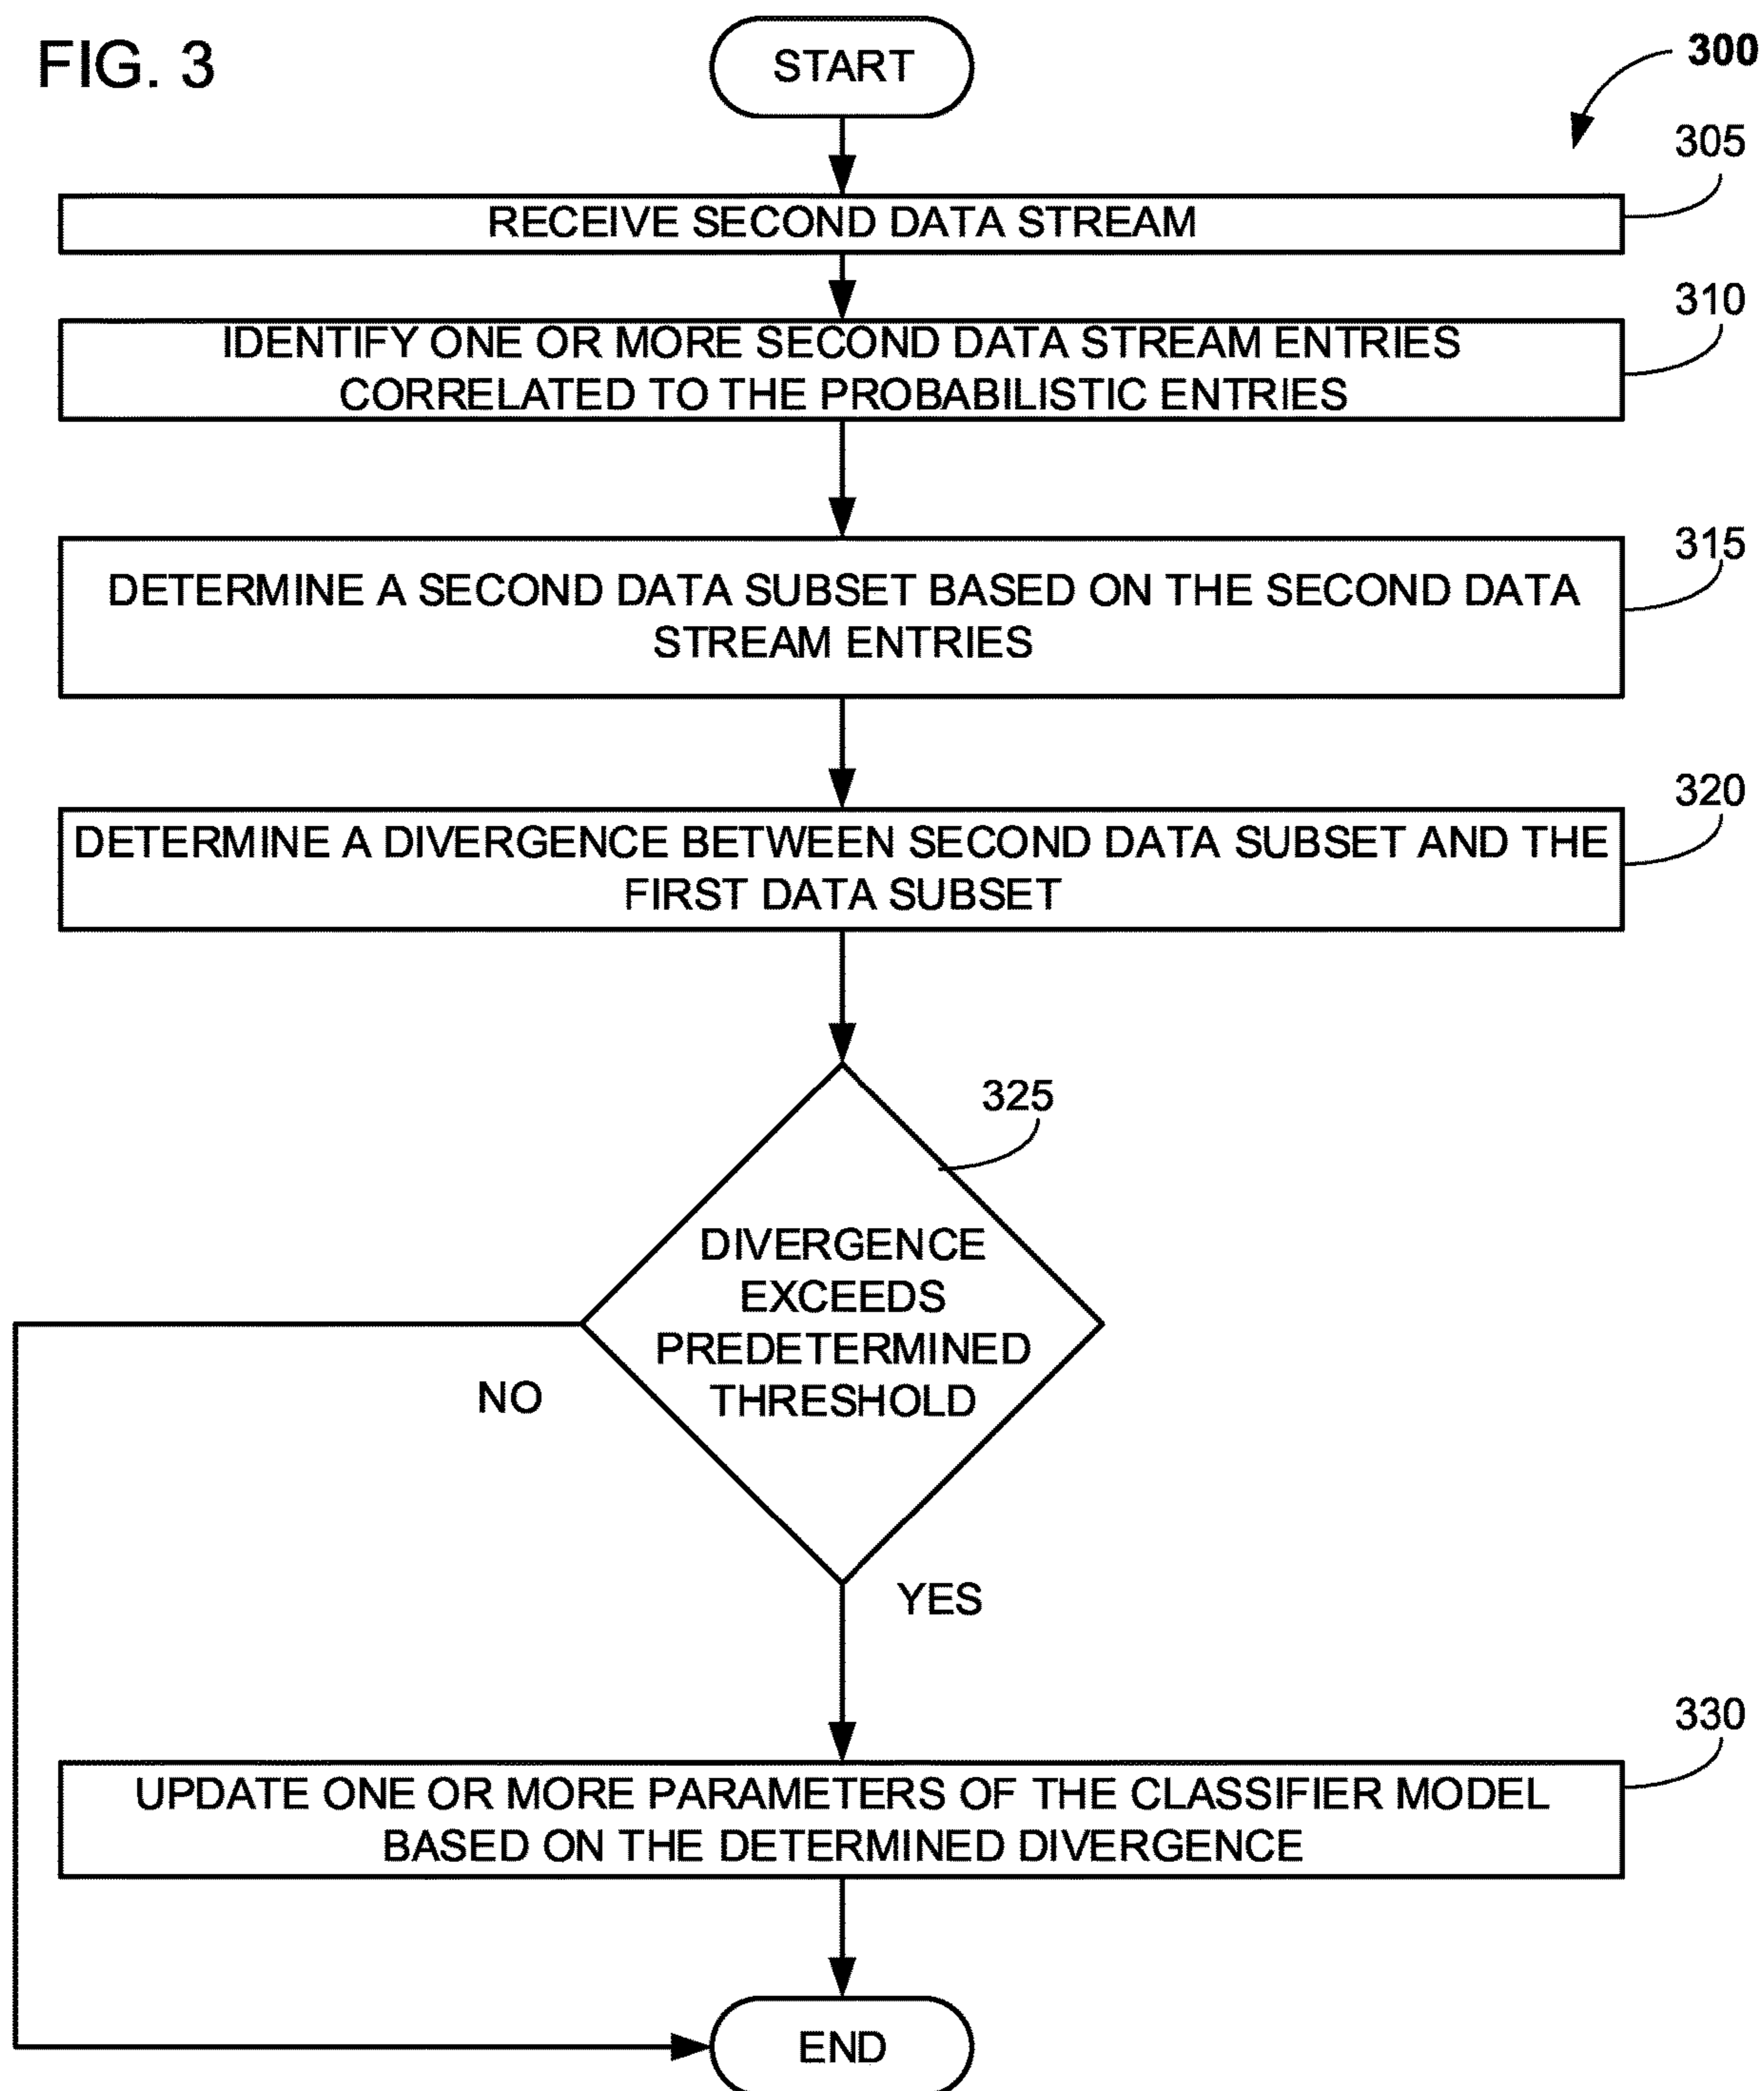 FIG. 3
START
300
305
RECEIVE SECOND DATA STREAM
310
IDENTIFY ONE OR MORE SECOND DATA STREAM ENTRIES
CORRELATED TO THE PROBABILISTIC ENTRIES
315
DETERMINE A SECOND DATA SUBSET BASED ON THE SECOND DATA
STREAM ENTRIES
320
DETERMINE A DIVERGENCE BETWEEN SECOND DATA SUBSET AND THE
FIRST DATA SUBSET
325
DIVERGENCE
EXCEEDS
PREDETERMINED
THRESHOLD
NO
YES
330
UPDATE ONE OR MORE PARAMETERS OF THE CLASSIFIER MODEL
BASED ON THE DETERMINED DIVERGENCE
END